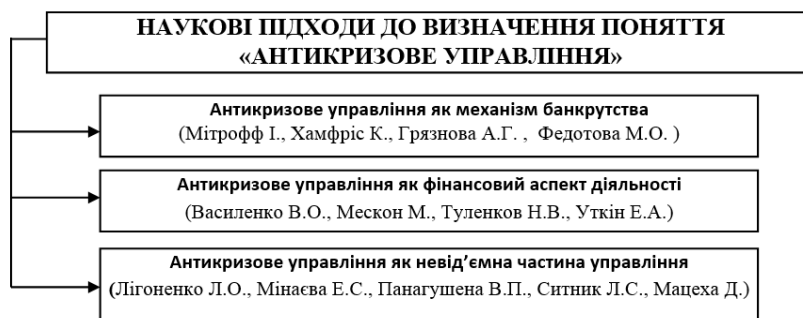 НАУКОВІ ПІДХОДИ ДО ВИЗНАЧЕННЯ ПОНЯТТЯ
«АНТИКРИЗОВЕ УПРАВЛІННЯ»
Антикризове управління як механізм банкрутства
(Мітрофф І., Хамфріс К., Грязнова А.Г. , Федотова М.О. )
Антикризове управління як фінансовий аспект діяльності
(Василенко В.О., Мескон М., Туленков Н.В., Уткін Е.А.)
Антикризове управління як невід’ємна частина управління
(Лігоненко Л.О., Мінаєва Е.С., Панагушена В.П., Ситник Л.С., Мацеха Д.)